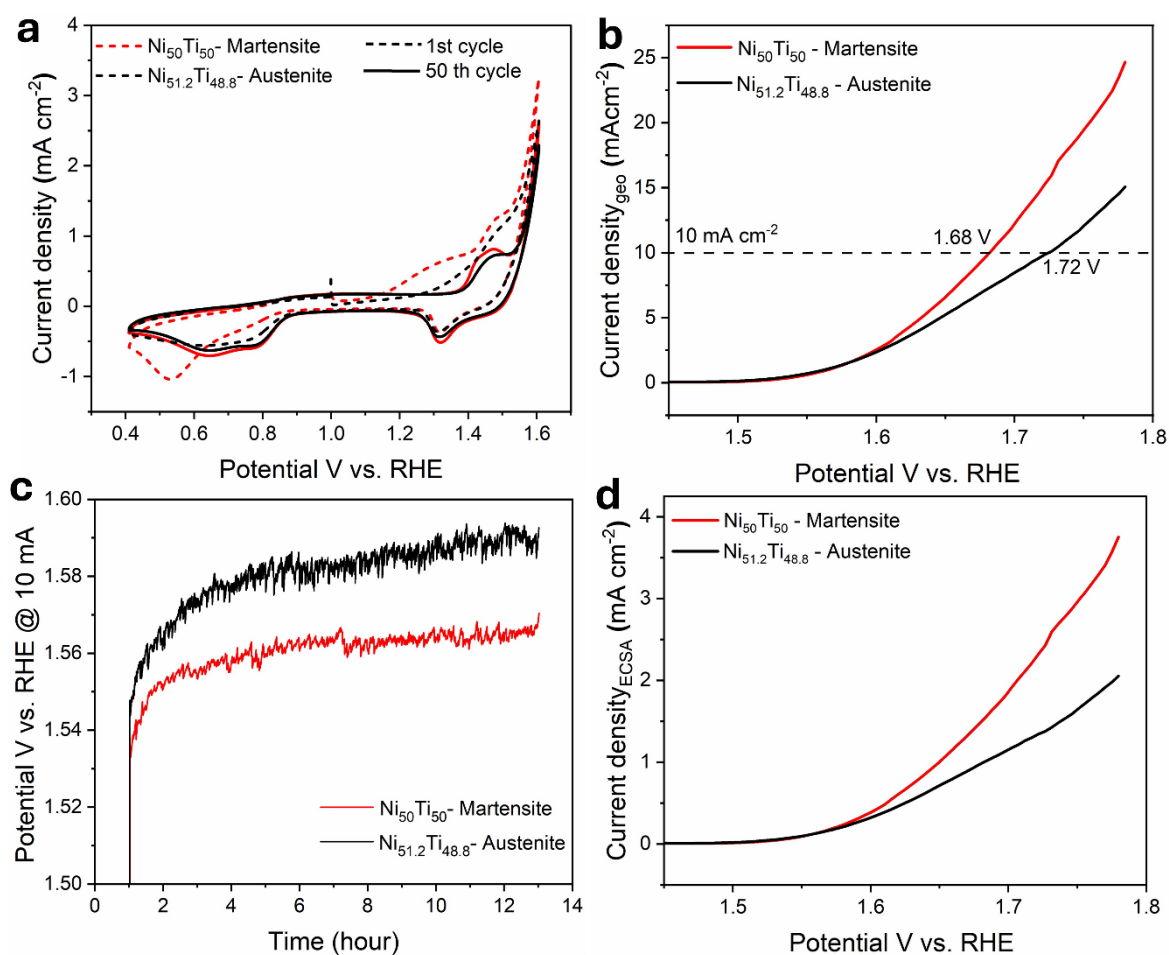 a
Ni50Ti50- Martensite
Ni51.2Ti48.8- Austenite
1st cycle
50 th cycle
Current density (mA cm-2)
4
3
2
1
0
-1
0.4 0.6 0.8 1.0 1.2 1.4 1.6
Potential V vs. RHE
b
Ni50Ti50 - Martensite
Ni51.2Ti48.8 - Austenite
Current densitygeo (mAcm-2)
25
20
15
10
5
0
10 mA cm-2
1.68 V
1.72 V
1.5 1.6 1.7 1.8
Potential V vs. RHE
c
Potential V vs. RHE @ 10 mA
1.60
1.58
1.56
1.54
1.52
1.50
Ni50Ti50- Martensite
Ni51.2Ti48.8- Austenite
0 2 4 6 8 10 12 14
Time (hour)
d
Ni50Ti50 - Martensite
Ni51.2Ti48.8 - Austenite
Current densityECSA (mA cm-2)
4
3
2
1
0
1.5 1.6 1.7 1.8
Potential V vs. RHE